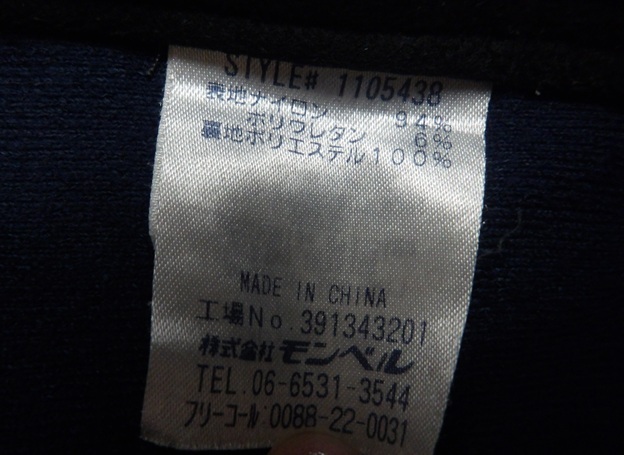 STYLE# 1105438
表地ナイロン 94%
ポリウレタン 6%
裏地ポリエステル100%
MADE IN CHINA
工場No.391343201
株式会社モンベル
TEL.06-6531-3544
フリーコール:0088-22-0031